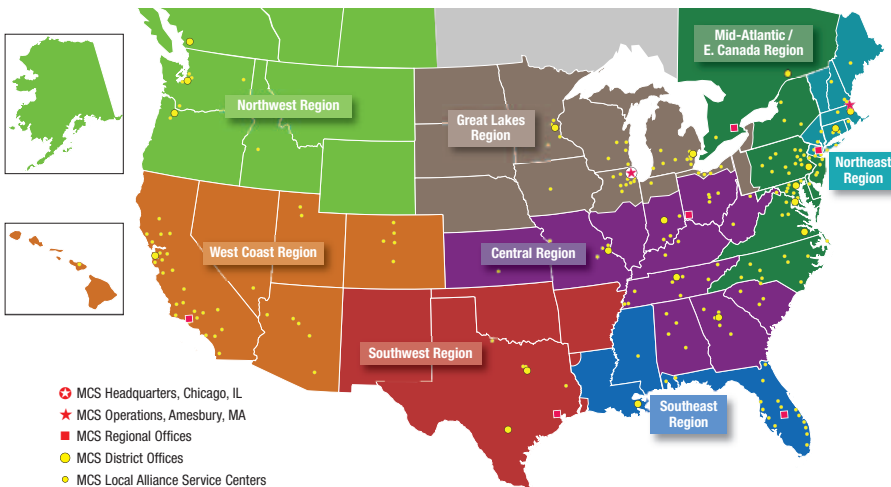 Mid-Atlantic /
E. Canada Region
Northwest Region
Great Lakes
Region
Northeast
Region
West Coast Region
Central Region
Southwest Region
Southeast
Region
MCS Headquarters, Chicago, IL
MCS Operations, Amesbury, MA
MCS Regional Offices
MCS District Offices
MCS Local Alliance Service Centers